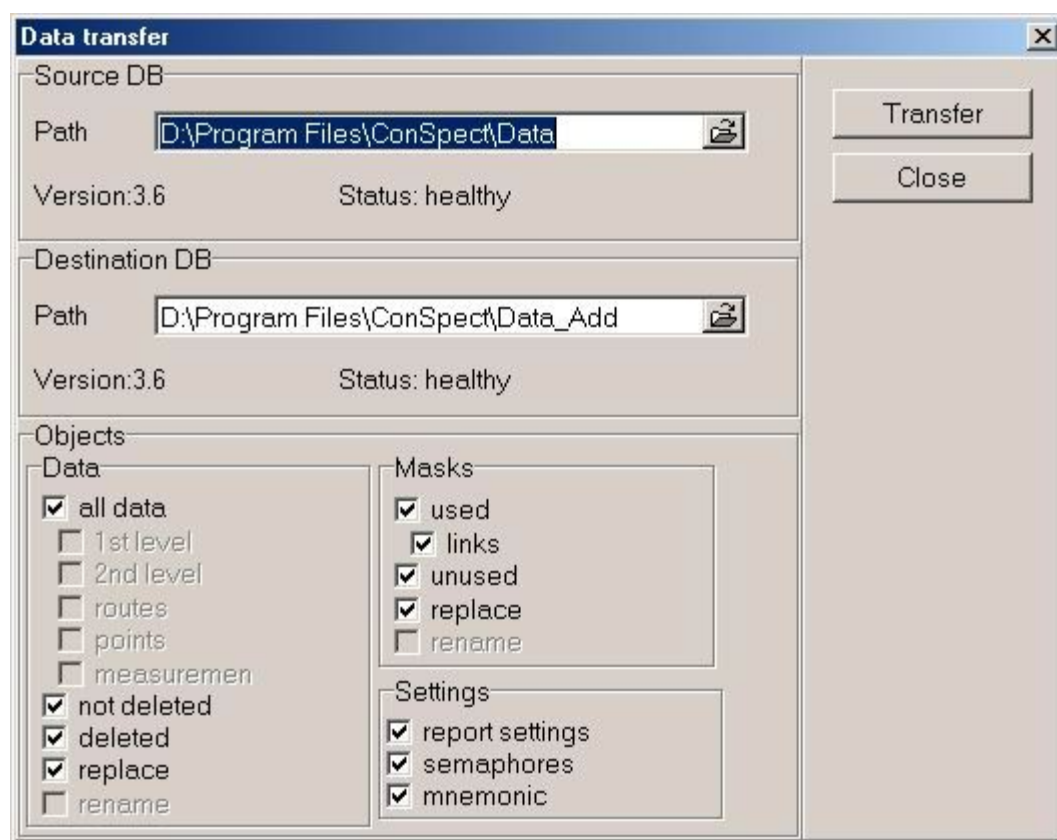 Data transfer
Source DB
Path D:\Program Files\ConSpect\Data
Version:3.6 Status: healthy
Destination DB
Path D:\Program Files\ConSpect\Data_Add
Version:3.6 Status: healthy
Objects
Data
all data
1st level
2nd level
routes
points
measuremen
not deleted
deleted
replace
rename
Masks
used
links
unused
replace
rename
Settings
report settings
semaphores
mnemonic
Transfer
Close